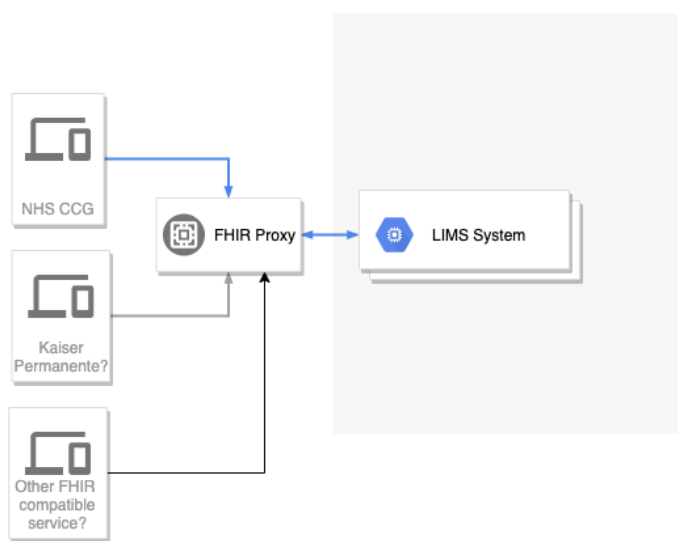 NHS CCG
FHIR Proxy
LIMS System
Kaiser
Permanente?
Other FHIR
compatible
service?